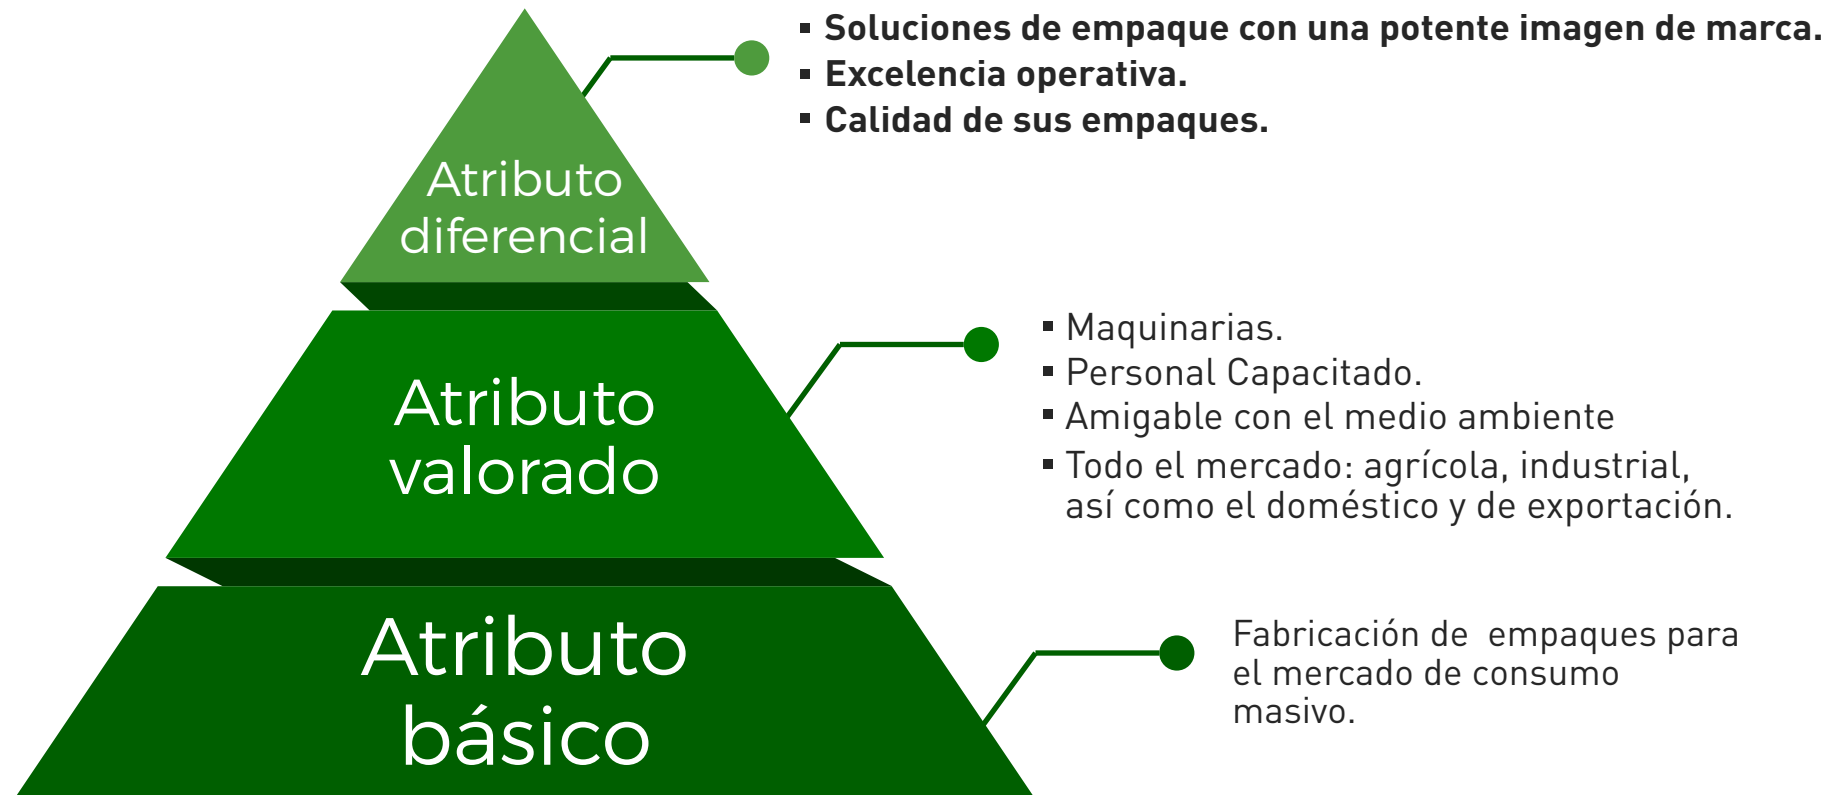 ▪ Soluciones de empaque con una potente imagen de marca.
▪ Excelencia operativa.
▪ Calidad de sus empaques.
Atributo
diferencial
▪ Maquinarias.
▪ Personal Capacitado.
▪ Amigable con el medio ambiente
▪ Todo el mercado: agrícola, industrial,
así como el doméstico y de exportación.
Atributo
valorado
Fabricación de empaques para
el mercado de consumo
masivo.
Atributo
básico